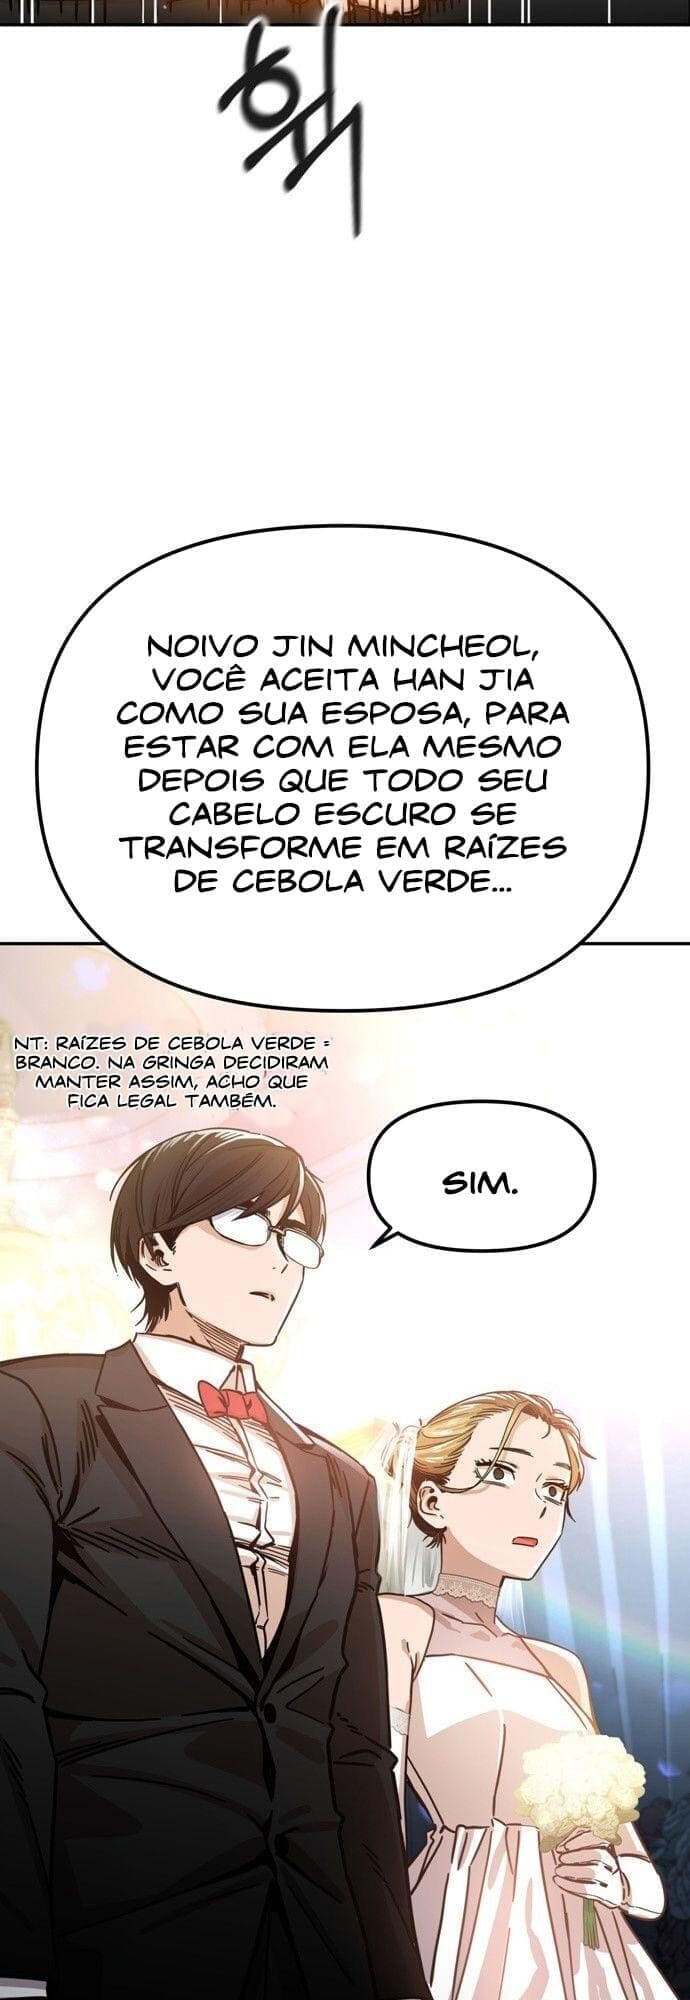 확
NOIVO JIN MINCHEOL,
VOCÊ ACEITA HAN JIA
COMO SUA ESPOSA, PARA
ESTAR COM ELA MESMO
DEPOIS QUE TODO SEU
CABELO ESCURO SE
TRANSFORME EM RAÍZES
DE CEBOLA VERDE...
NT: RAÍZES DE CEBOLA VERDE =
BRANCO. NA GRINGA DECIDIRAM
MANTER ASSIM, ACHO QUE
FICA LEGAL TAMBÉM.
SIM.